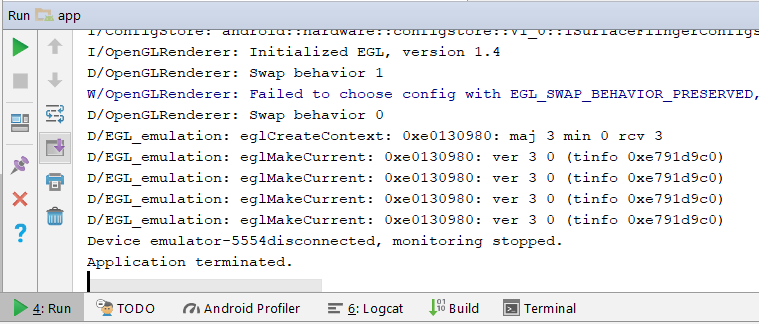 Run app
I/ConfigStore: android::hardware::configstore::V1_0::ISurfaceFlingerConfigs
I/OpenGLRenderer: Initialized EGL, version 1.4
D/OpenGLRenderer: Swap behavior 1
W/OpenGLRenderer: Failed to choose config with EGL_SWAP_BEHAVIOR_PRESERVED,
D/OpenGLRenderer: Swap behavior 0
D/EGL_emulation: eglCreateContext: 0xe0130980: maj 3 min 0 rcv 3
D/EGL_emulation: eglMakeCurrent: 0xe0130980: ver 3 0 (tinfo 0xe791d9c0)
D/EGL_emulation: eglMakeCurrent: 0xe0130980: ver 3 0 (tinfo 0xe791d9c0)
D/EGL_emulation: eglMakeCurrent: 0xe0130980: ver 3 0 (tinfo 0xe791d9c0)
D/EGL_emulation: eglMakeCurrent: 0xe0130980: ver 3 0 (tinfo 0xe791d9c0)
Device emulator-5554disconnected, monitoring stopped.
Application terminated.
4: Run TODO Android Profiler 6: Logcat Build Terminal